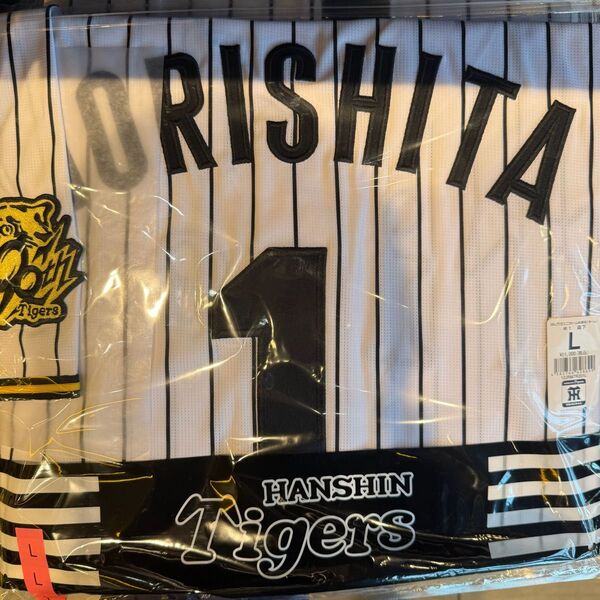 ORISHITA
Tigers
1
L
HANSHIN
Tigers
L
L